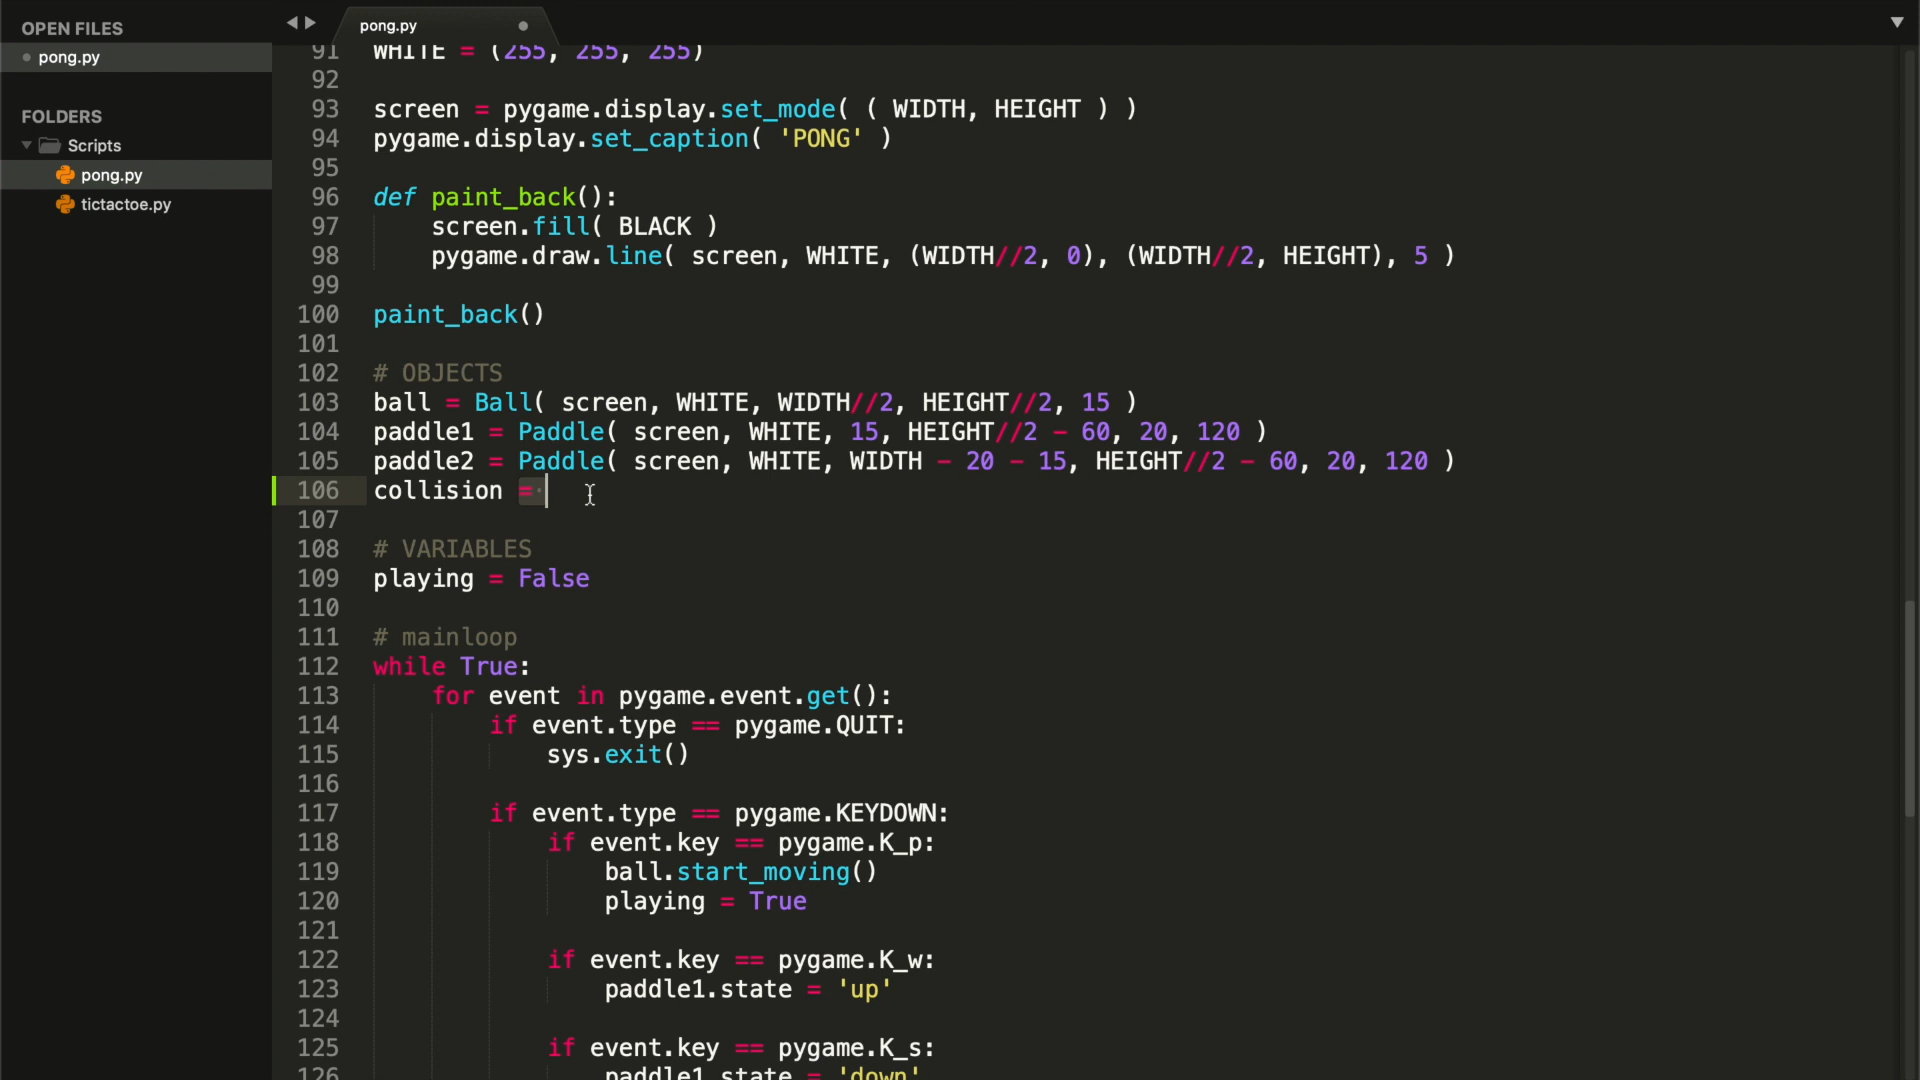 OPEN FILES
pong.py
FOLDERS
Scripts
pong.py
tictactoe.py
pong.py
91 WHITE = (255, 255, 255)
92
93 screen = pygame.display.set_mode( ( WIDTH, HEIGHT ) )
94 pygame.display.set_caption( 'PONG' )
95
96 def paint_back():
97 screen.fill( BLACK )
98 pygame.draw.line( screen, WHITE, (WIDTH//2, 0), (WIDTH//2, HEIGHT), 5 )
99
100 paint_back()
101
102 # OBJECTS
103 ball = Ball( screen, WHITE, WIDTH//2, HEIGHT//2, 15 )
104 paddle1 = Paddle( screen, WHITE, 15, HEIGHT//2 - 60, 20, 120 )
105 paddle2 = Paddle( screen, WHITE, WIDTH - 20 - 15, HEIGHT//2 - 60, 20, 120 )
106 collision =
107
108 # VARIABLES
109 playing = False
110
111 # mainloop
112 while True:
113 for event in pygame.event.get():
114 if event.type == pygame.QUIT:
115 sys.exit()
116
117 if event.type == pygame.KEYDOWN:
118 if event.key == pygame.K_p:
119 ball.start_moving()
120 playing = True
121
122 if event.key == pygame.K_w:
123 paddle1.state = 'up'
124
125 if event.key == pygame.K_s:
126 paddle1.state = 'down'